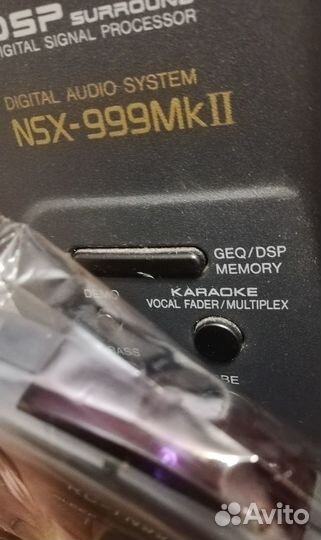 DSP SURROUND
DIGITAL SIGNAL PROCESSOR
DIGITAL AUDIO SYSTEM
NSX-999MkII
GEQ/DSP
MEMORY
DEMO
KARAOKE
VOCAL FADER/MULTIPLEX
BASS
Avito